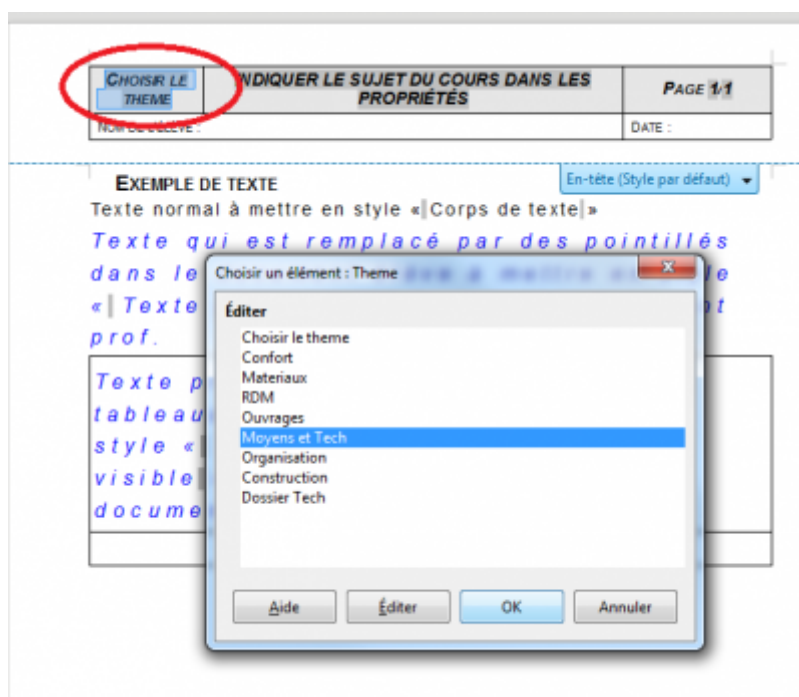 CHOISIR LE
THEME
NDIQUER LE SUJET DU COURS DANS LES
PROPRIÉTÉS
PAGE 1/1
DATE :
EXEMPLE DE TEXTE
En-tête (Style par défaut)
Texte normal à mettre en style « Corps de texte »
Texte qui est remplacé par des pointillés
dans le
« Texte
prof.
Texte p
tableau
style «
visible
docume
Choisir un élément : Theme
Éditer
Choisir le theme
Confort
Materiaux
RDM
Ouvrages
Moyens et Tech
Organisation
Construction
Dossier Tech
Aide
Éditer
OK
Annuler